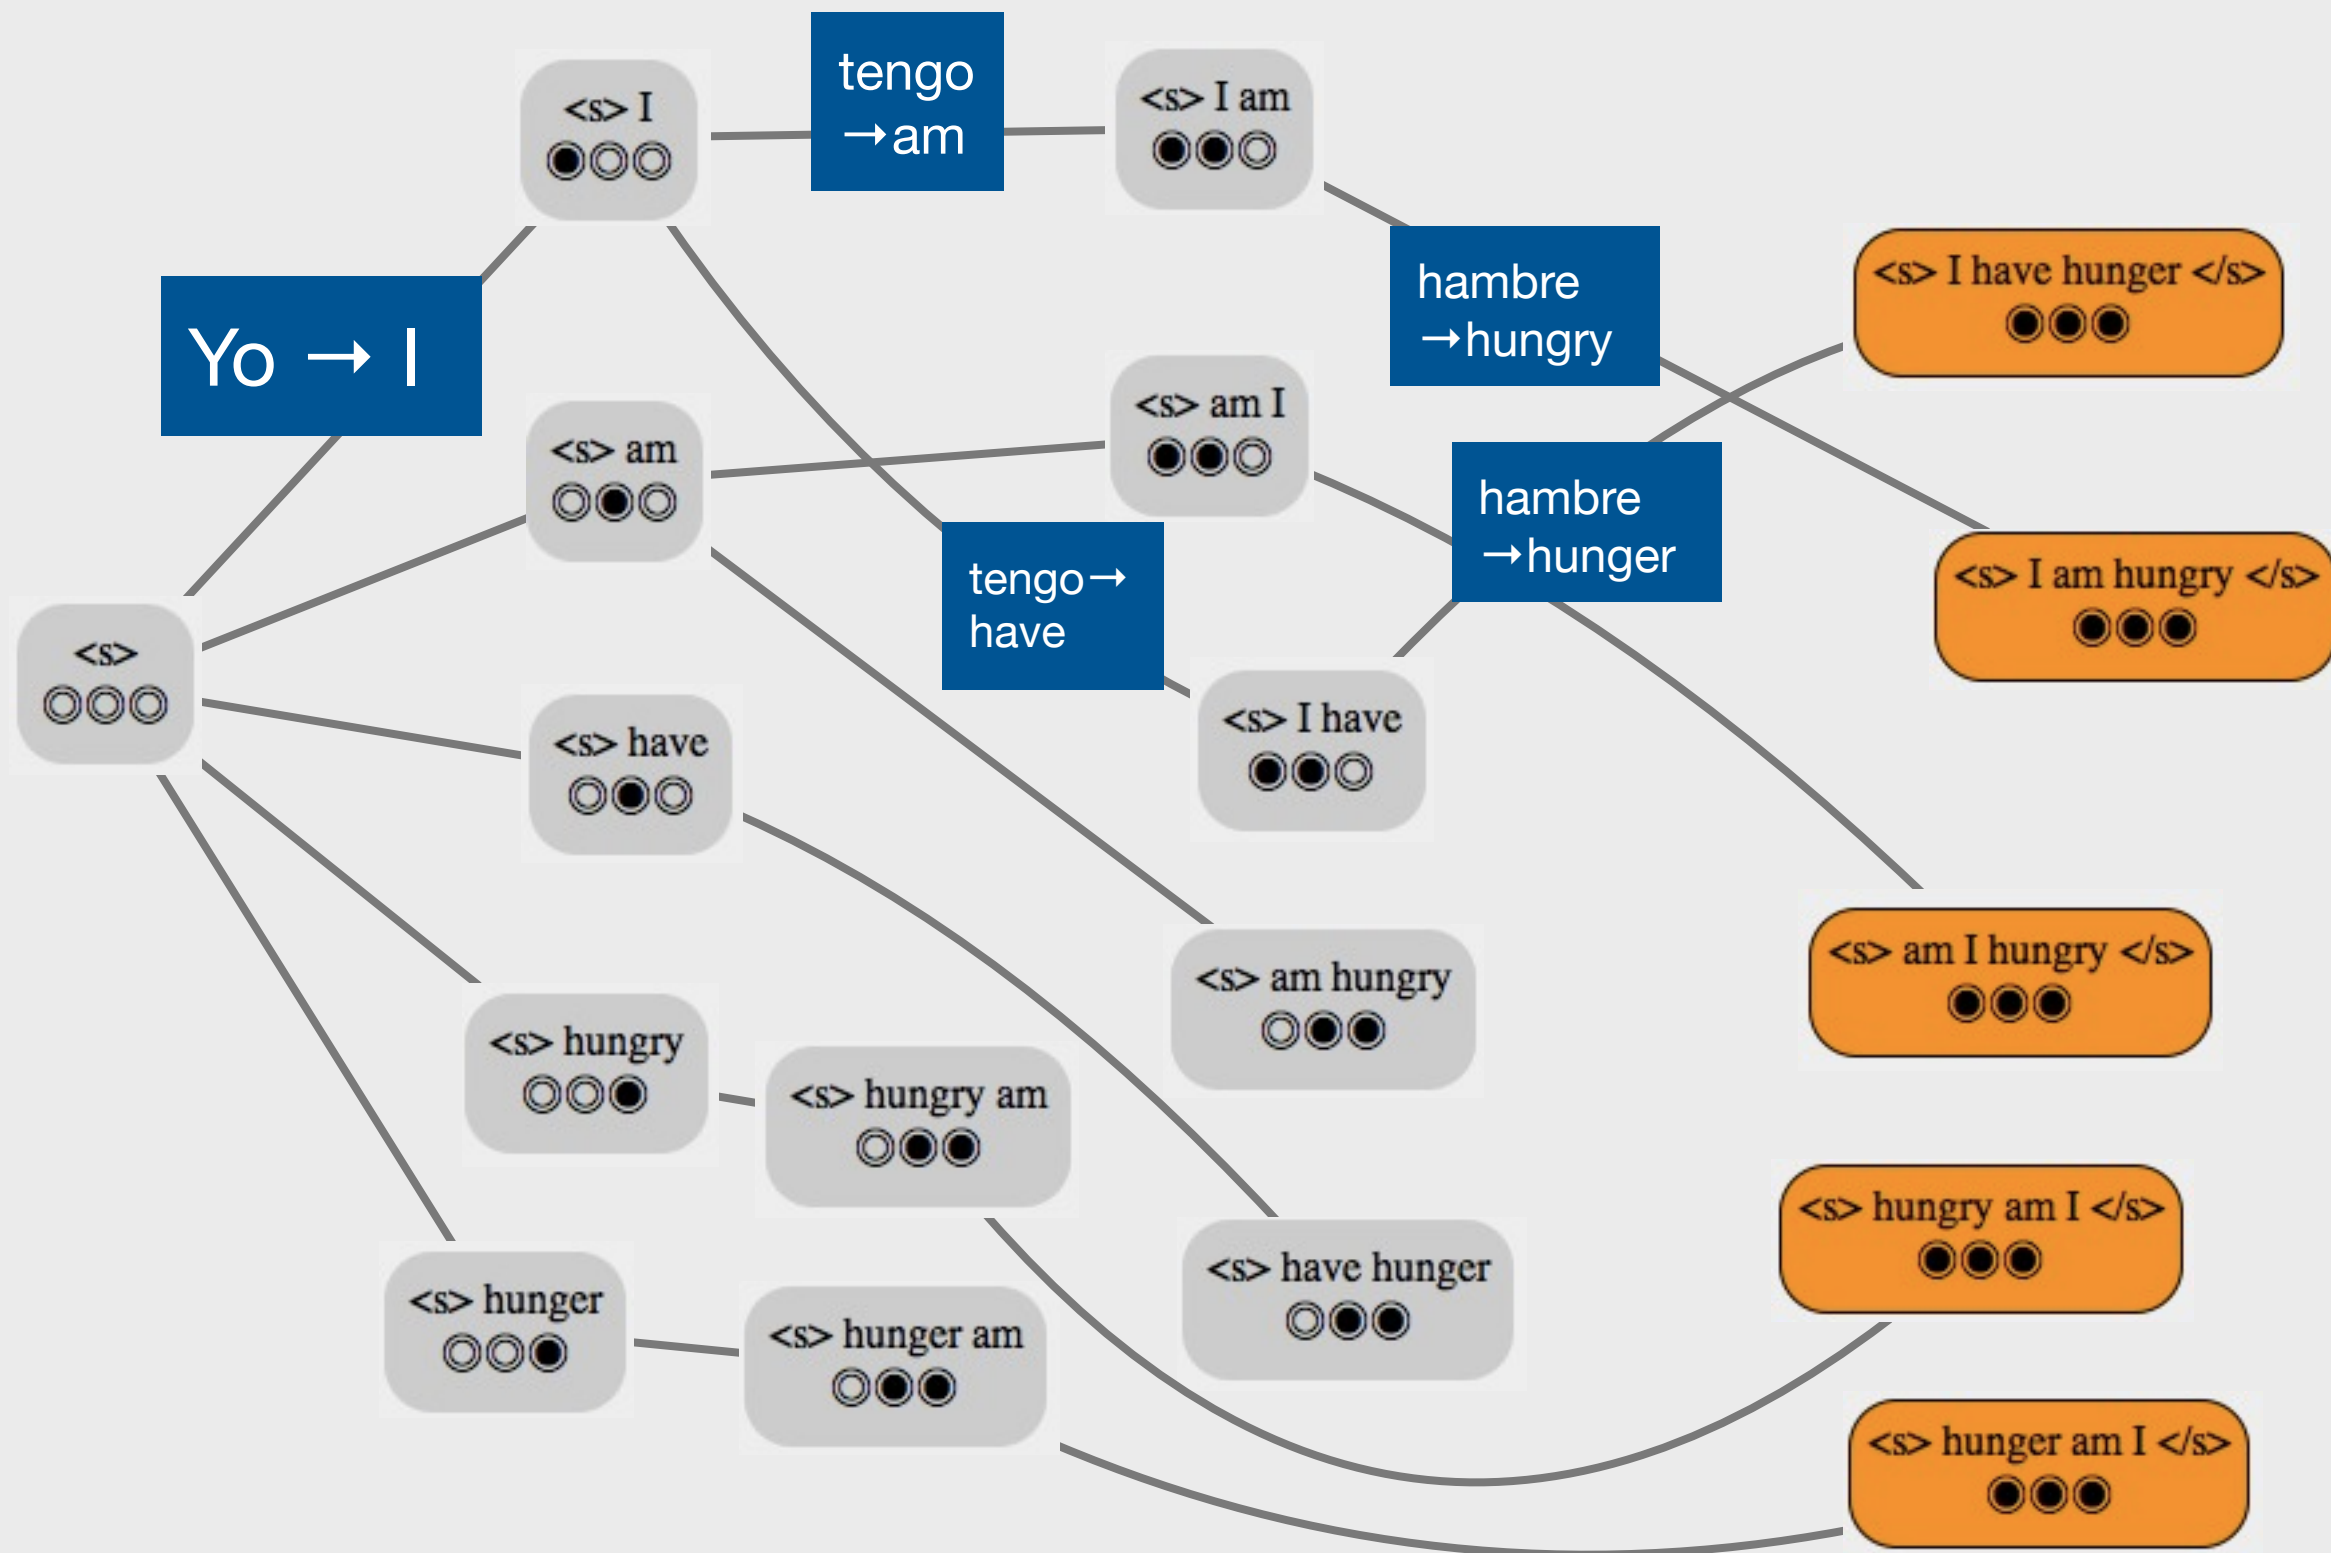 <s> I
tengo
→am
<s> I am
Yo → I
hambre
→hungry
<s> I have hunger </s>
<s> am
<s> am I
hambre
→hunger
<s> I am hungry </s>
tengo→
have
<s>
<s> have
<s> I have
<s> am hungry
<s> am I hungry </s>
<s> hungry
<s> hungry am
<s> hungry am I </s>
<s> hunger
<s> hunger am
<s> have hunger
<s> hunger am I </s>